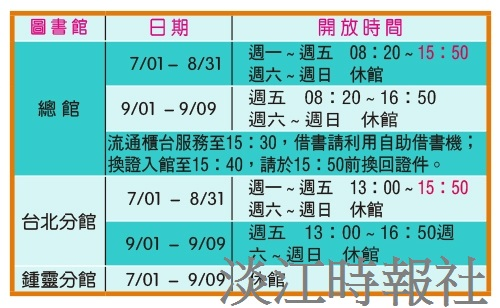 圖書館 日期 開放時間
總館
7/01 – 8/31
週一~週五 08：20~15：50
週六~週日 休館
9/01 – 9/09
週五 08：20~16：50
週六~週日 休館
流通櫃台服務至15：30，借書請利用自助借書機；
換證入館至15：40，請於15：50前換回證件。
台北分館
7/01 – 8/31
週一~週五 13：00~15：50
週六~週日 休館
9/01 – 9/09
週五 13：00~16：50週
六~週日 休館
鍾靈分館 7/01 – 9/09 休館
淡江時報社